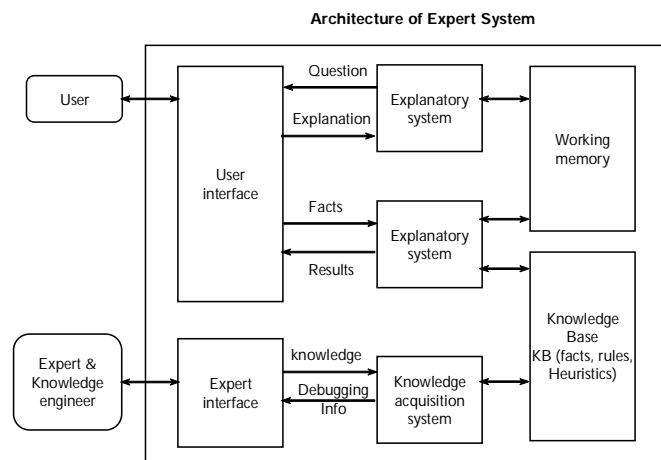 Architecture of Expert System
User
User
interface
Question
Explanation
Explanatory
system
Working
memory
Facts
Results
Explanatory
system
Expert &
Knowledge
engineer
Expert
interface
knowledge
Debugging
Info
Knowledge
acquisition
system
Knowledge
Base
KB (facts, rules,
Heuristics)